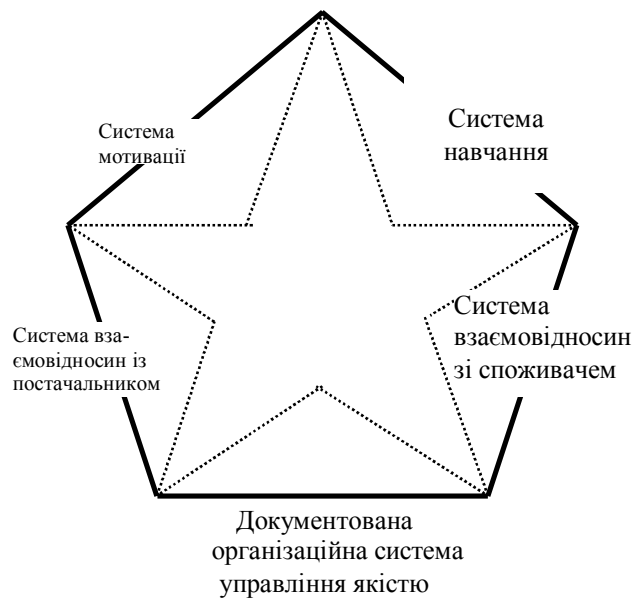 Система
мотивації
Система
навчання
Система вза-
ємовідносин із
постачальником
Система
взаємовідносин
зі споживачем
Документована
організаційна система
управління якістю